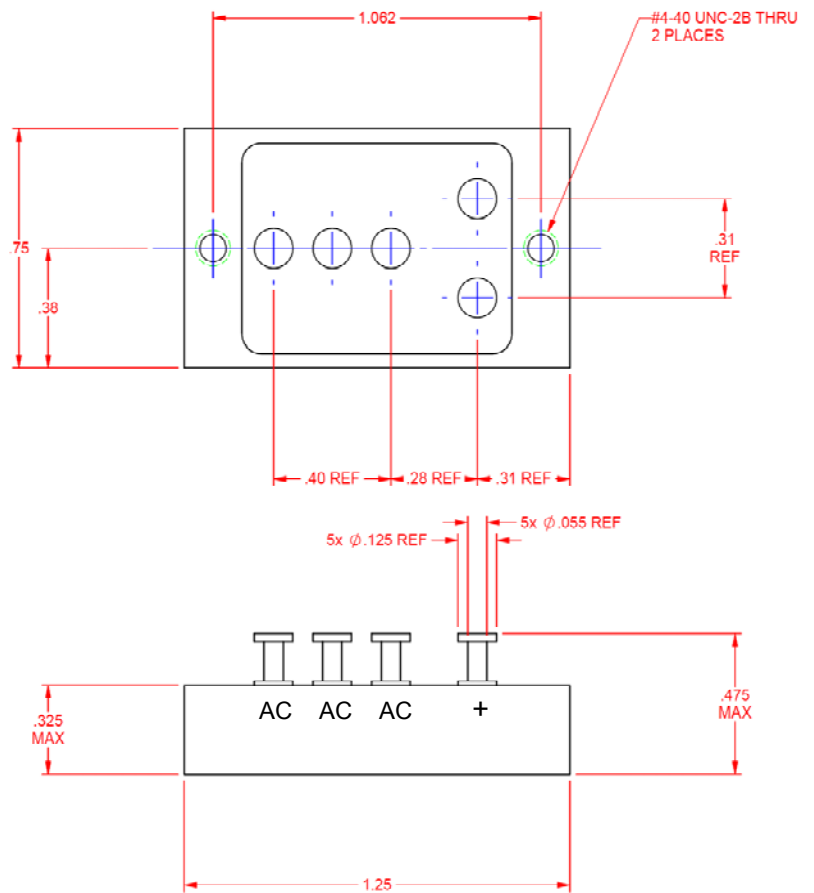 1.062
#4-40 UNC-2B THRU
2 PLACES
.75
.38
.31
REF
.40 REF
.28 REF
.31 REF
5x ⌀.055 REF
5x ⌀.125 REF
AC AC AC +
.325
MAX
.475
MAX
1.25